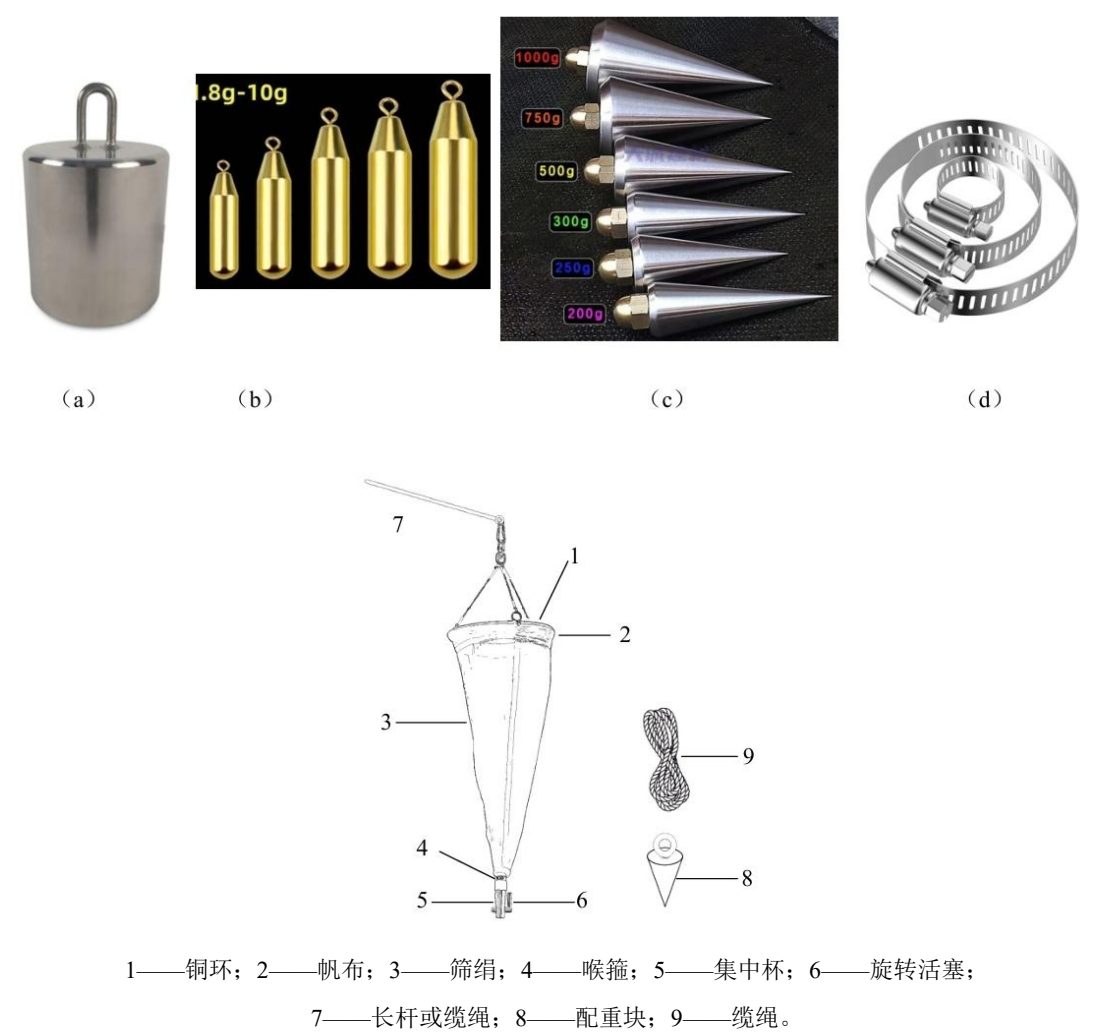 1.8g-10g
1000g
750g
500g
300g
250g
200g
（a）
（b）
（c）
（d）
7
1
2
3
9
4
8
5
6
1——铜环；2——帆布；3——筛绢；4——喉箍；5——集中杯；6——旋转活塞；
7——长杆或缆绳；8——配重块；9——缆绳。